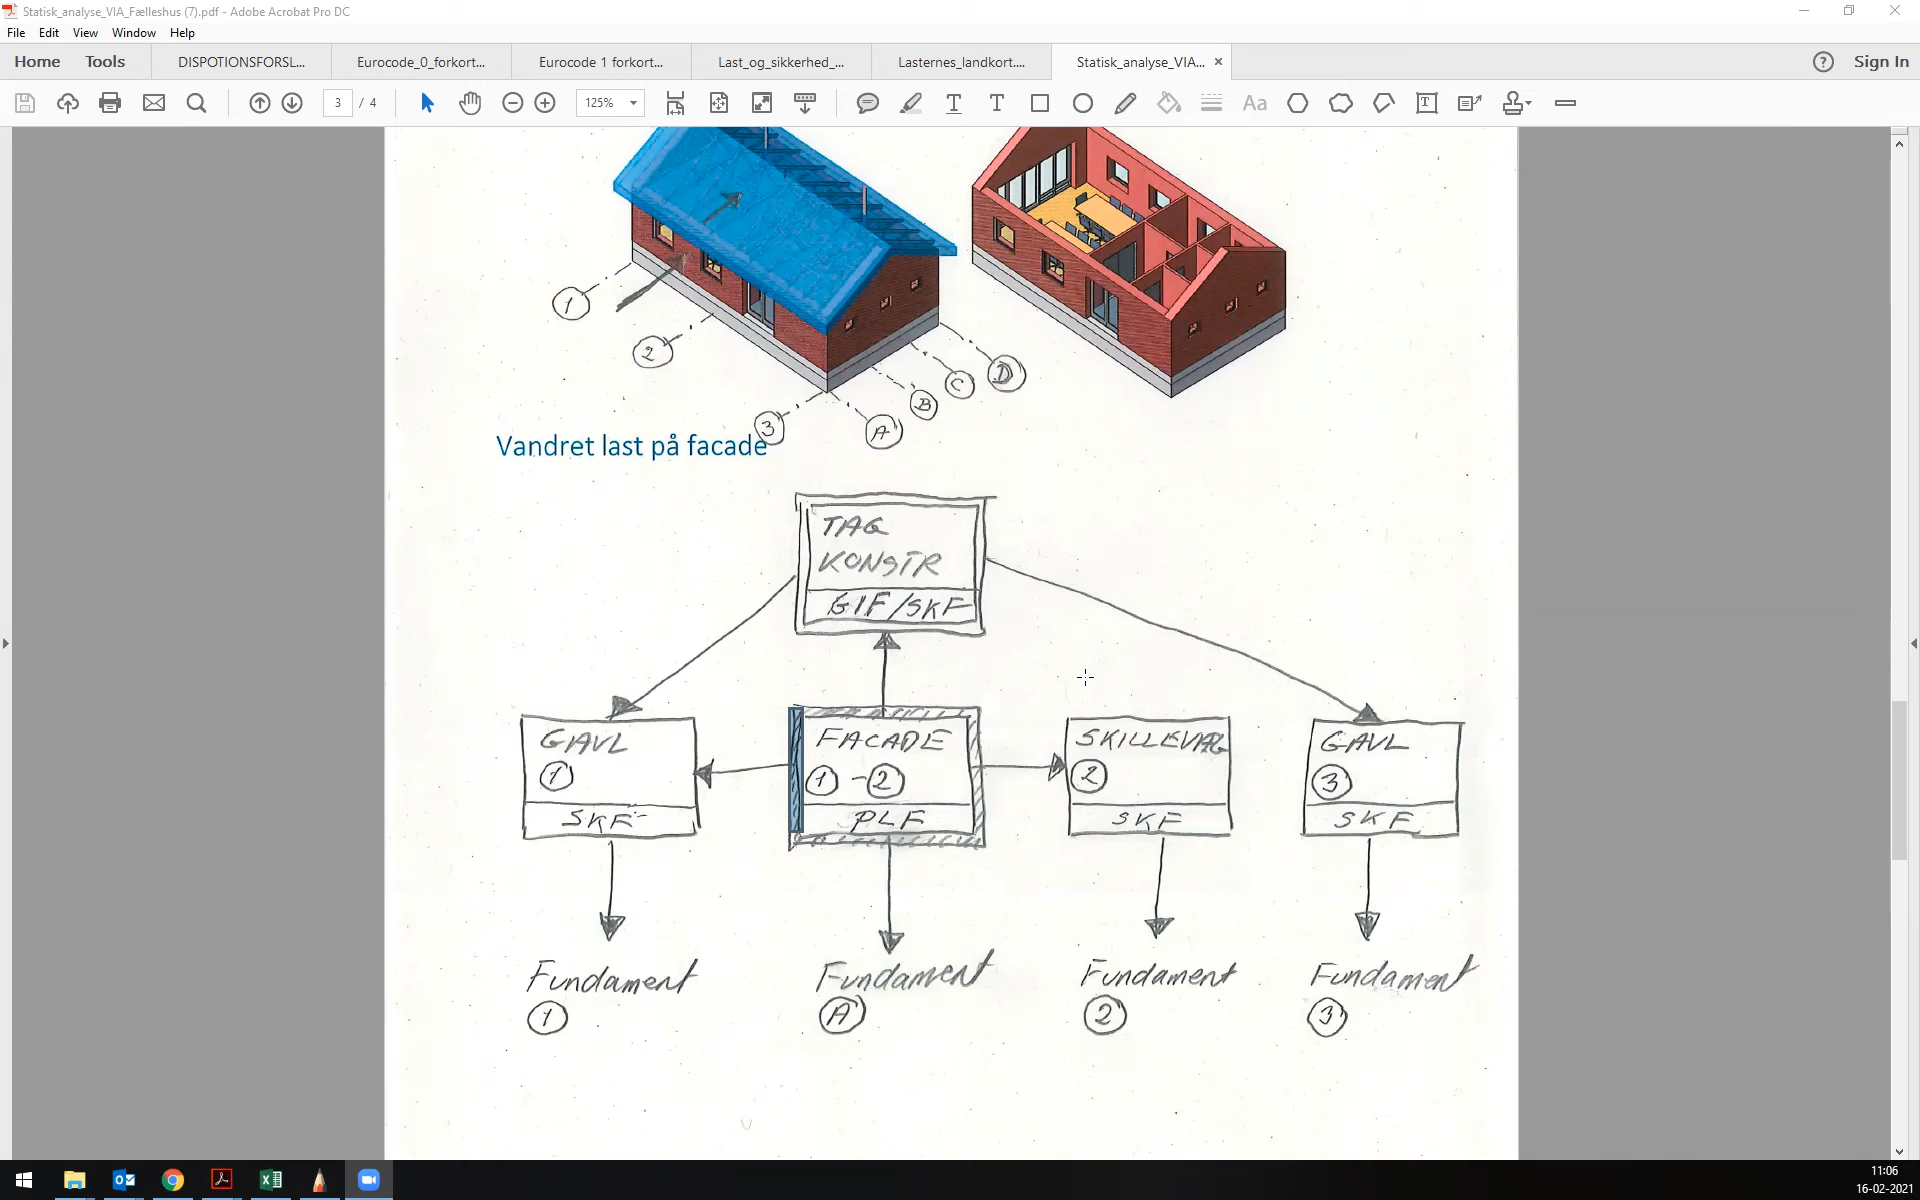 Statisk_analyse_VIA_Fælleshus (7).pdf - Adobe Acrobat Pro DC
File Edit View Window Help
Home Tools DISPOTIONSFORSL... Eurocode_0_forkort... Eurocode 1 forkort... Last_og_sikkerhed_... Lasternes_landkort.... Statisk_analyse_VIA... × ? Sign In
3 / 4 125%
1
2
3
A
B
C
D
Vandret last på facade
TAG
KONSTR
GIF/SKF
GAVL
1
SKF
FACADE
1 - 2
PLF
SKILLEVÆG
2
SKF
GAVL
3
SKF
Fundament
1
Fundament
A
Fundament
2
Fundament
3
11:06
16-02-2021